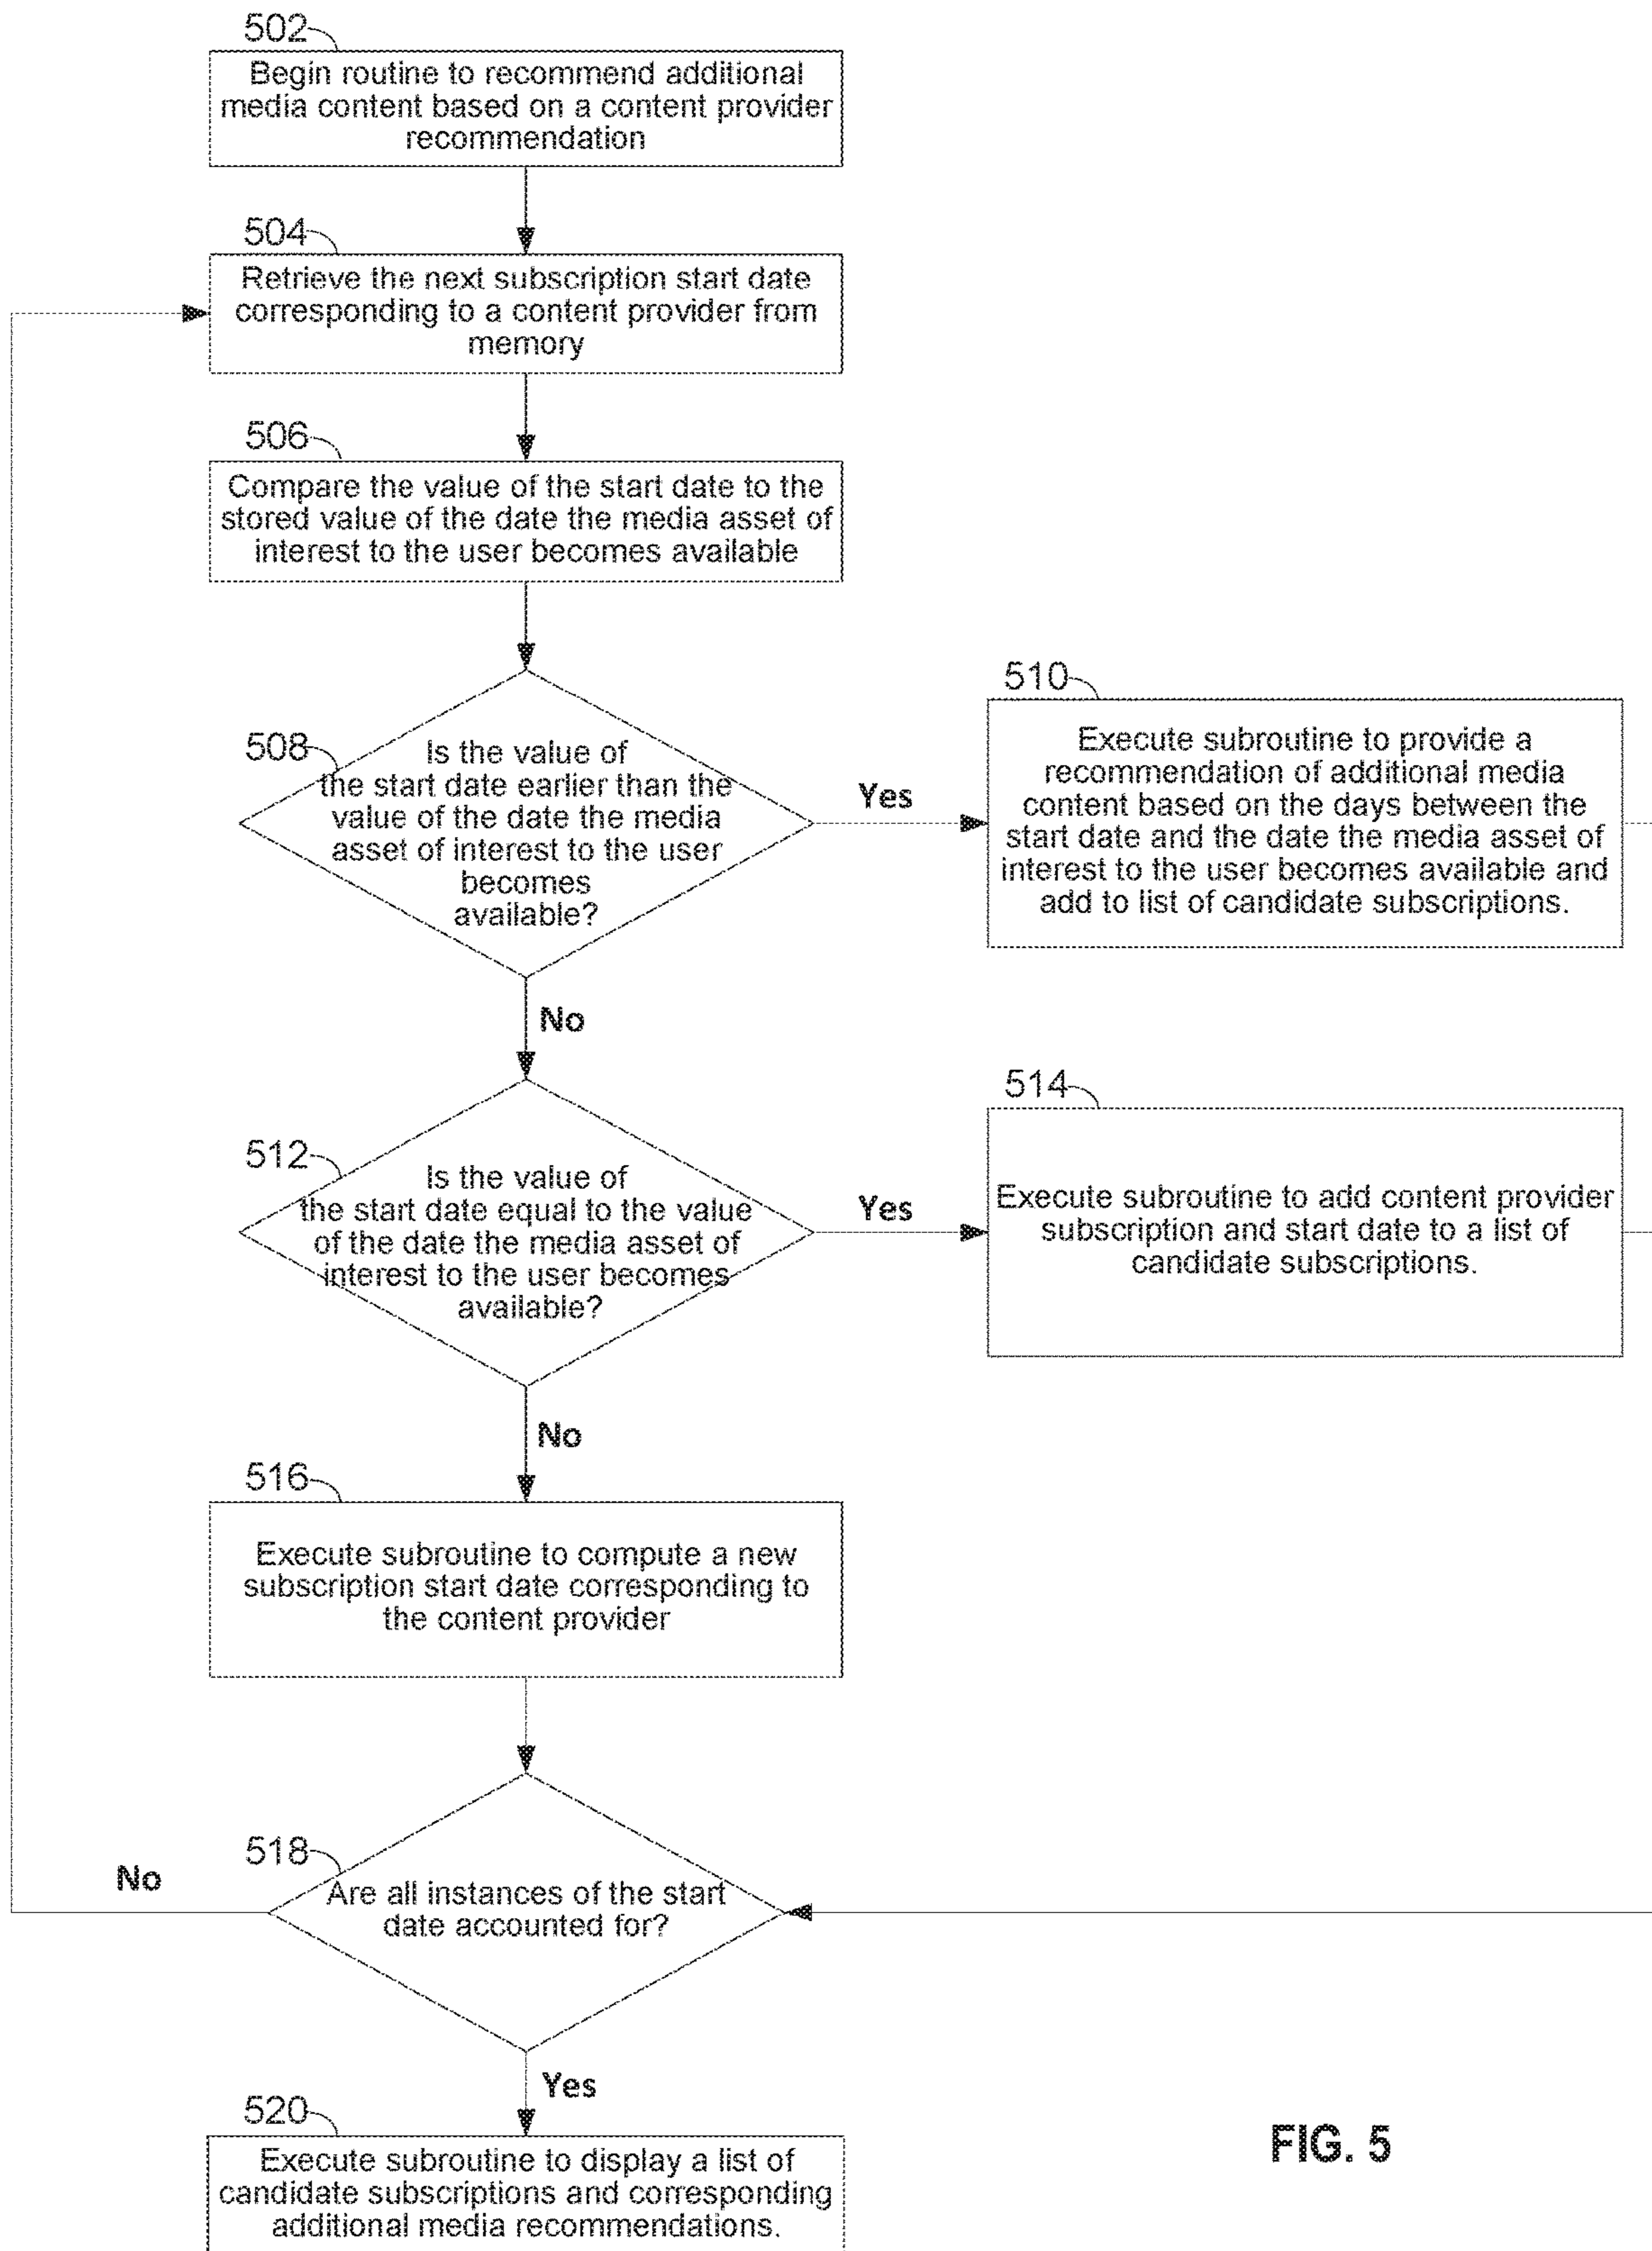 502
Begin routine to recommend additional
media content based on a content provider
recommendation
504
Retrieve the next subscription start date
corresponding to a content provider from
memory
506
Compare the value of the start date to the
stored value of the date the media asset of
interest to the user becomes available
508
Is the value of
the start date earlier than the
value of the date the media
asset of interest to the user
becomes
available?
Yes
510
Execute subroutine to provide a
recommendation of additional media
content based on the days between the
start date and the date the media asset of
interest to the user becomes available and
add to list of candidate subscriptions.
No
512
Is the value of
the start date equal to the value
of the date the media asset of
interest to the user becomes
available?
Yes
514
Execute subroutine to add content provider
subscription and start date to a list of
candidate subscriptions.
No
516
Execute subroutine to compute a new
subscription start date corresponding to
the content provider
518
Are all instances of the start
date accounted for?
No
Yes
520
Execute subroutine to display a list of
candidate subscriptions and corresponding
additional media recommendations.
FIG. 5